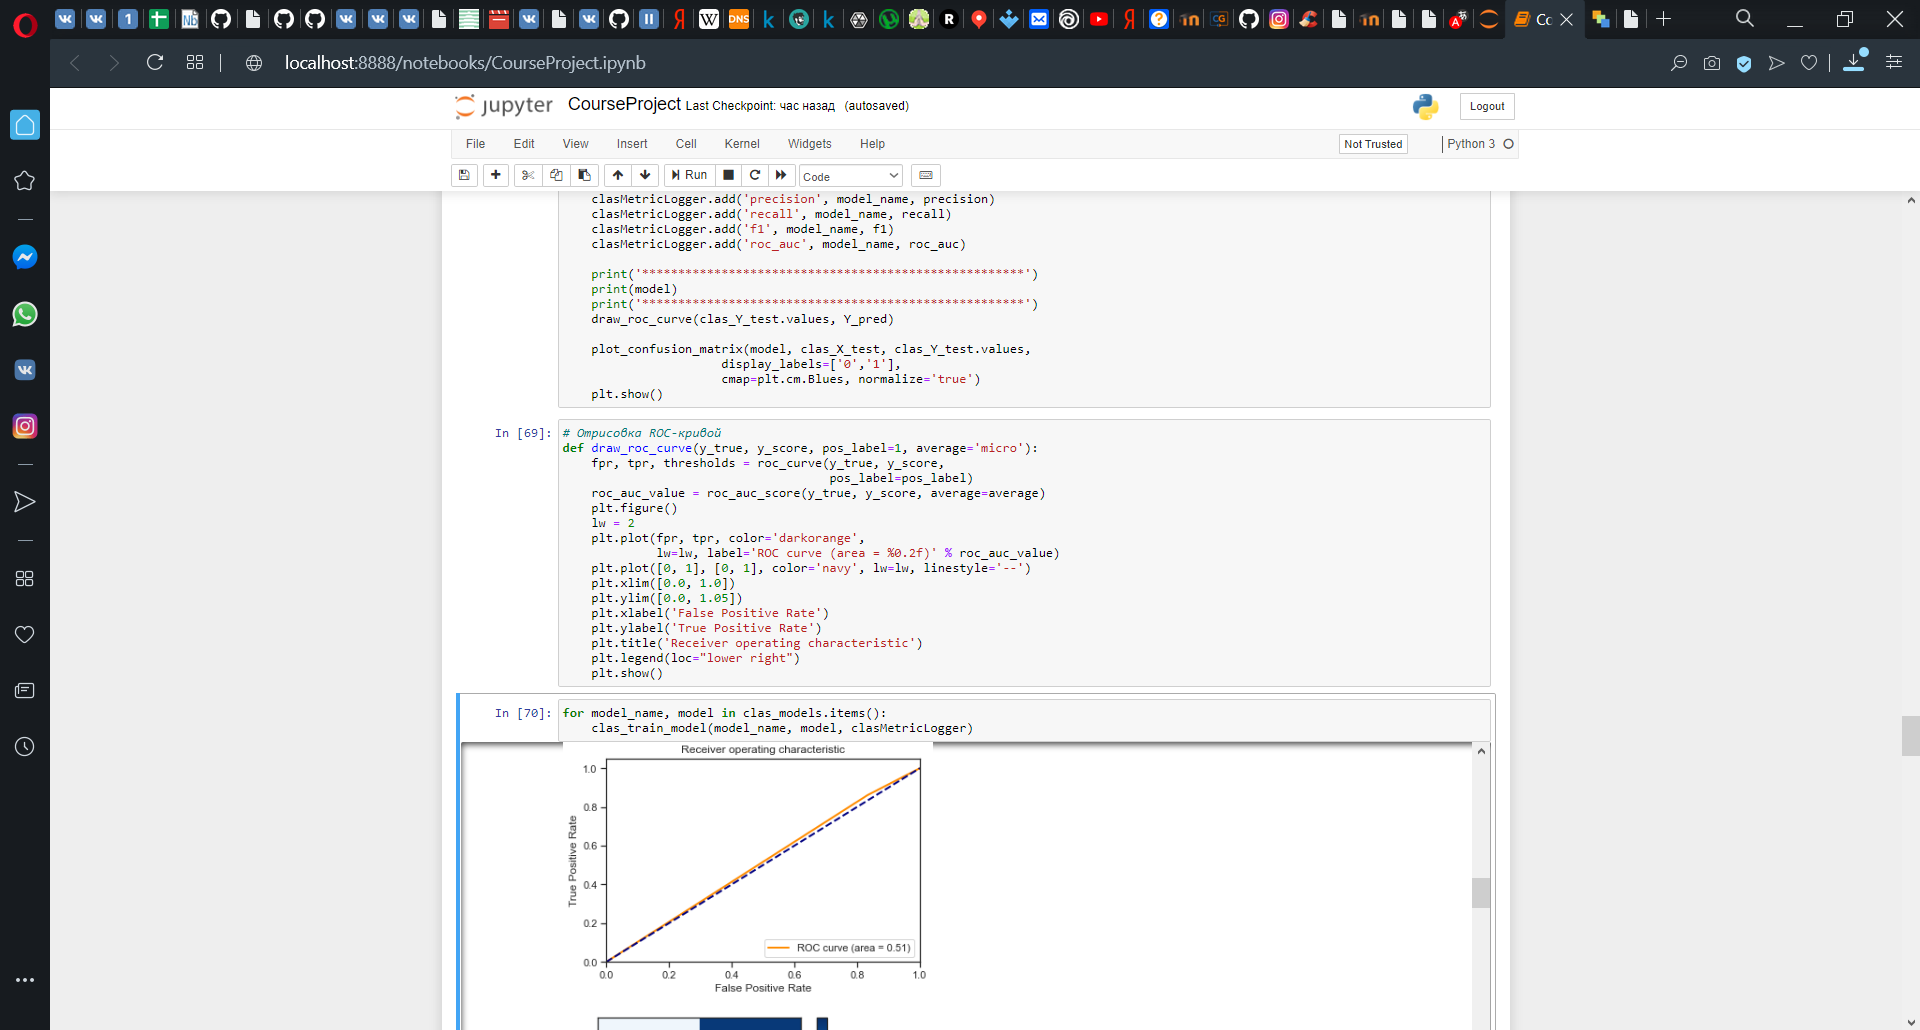 Cc
localhost:8888/notebooks/CourseProject.ipynb
jupyter CourseProject Last Checkpoint: час назад (autosaved)
Logout
File Edit View Insert Cell Kernel Widgets Help
Not Trusted
Python 3
Run
Code
clasMetricLogger.add('precision', model_name, precision)
clasMetricLogger.add('recall', model_name, recall)
clasMetricLogger.add('f1', model_name, f1)
clasMetricLogger.add('roc_auc', model_name, roc_auc)
print('*****************************************************')
print(model)
print('*****************************************************')
draw_roc_curve(clas_Y_test.values, Y_pred)
plot_confusion_matrix(model, clas_X_test, clas_Y_test.values,
display_labels=['0','1'],
cmap=plt.cm.Blues, normalize='true')
plt.show()
In [69]:
# Отрисовка ROC-кривой
def draw_roc_curve(y_true, y_score, pos_label=1, average='micro'):
fpr, tpr, thresholds = roc_curve(y_true, y_score,
pos_label=pos_label)
roc_auc_value = roc_auc_score(y_true, y_score, average=average)
plt.figure()
lw = 2
plt.plot(fpr, tpr, color='darkorange',
lw=lw, label='ROC curve (area = %0.2f)' % roc_auc_value)
plt.plot([0, 1], [0, 1], color='navy', lw=lw, linestyle='--')
plt.xlim([0.0, 1.0])
plt.ylim([0.0, 1.05])
plt.xlabel('False Positive Rate')
plt.ylabel('True Positive Rate')
plt.title('Receiver operating characteristic')
plt.legend(loc="lower right")
plt.show()
In [70]:
for model_name, model in clas_models.items():
clas_train_model(model_name, model, clasMetricLogger)
Receiver operating characteristic
1.0
0.8
0.6
0.4
0.2
0.0
True Positive Rate
ROC curve (area = 0.51)
0.0 0.2 0.4 0.6 0.8 1.0
False Positive Rate